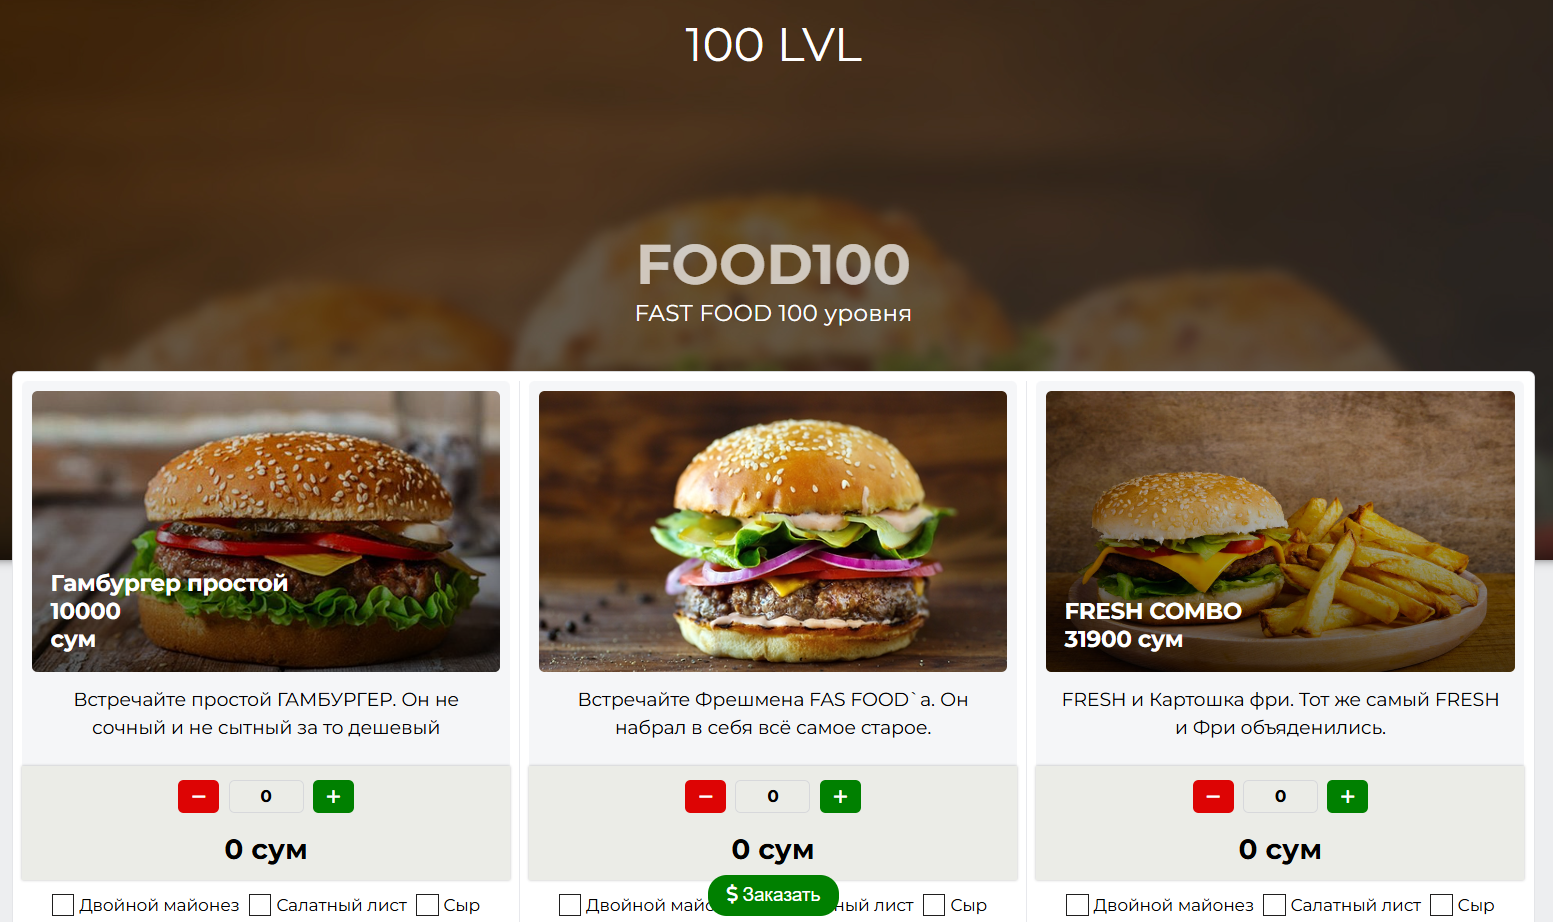 100 LVL
FOOD100
FAST FOOD 100 уровня
Гамбургер простой
10000
сум
FRESH COMBO
31900 сум
Встречайте простой ГАМБУРГЕР. Он не
сочный и не сытный за то дешевый
Встречайте Фрешмена FAS FOOD`а. Он
набрал в себя всё самое старое.
FRESH и Картошка фри. Тот же самый FRESH
и Фри объяденились.
− 0 +
0 сум
− 0 +
0 сум
− 0 +
0 сум
$ Заказать
Двойной майонез Салатный лист Сыр
Двойной май ный лист Сыр
Двойной майонез Салатный лист Сыр